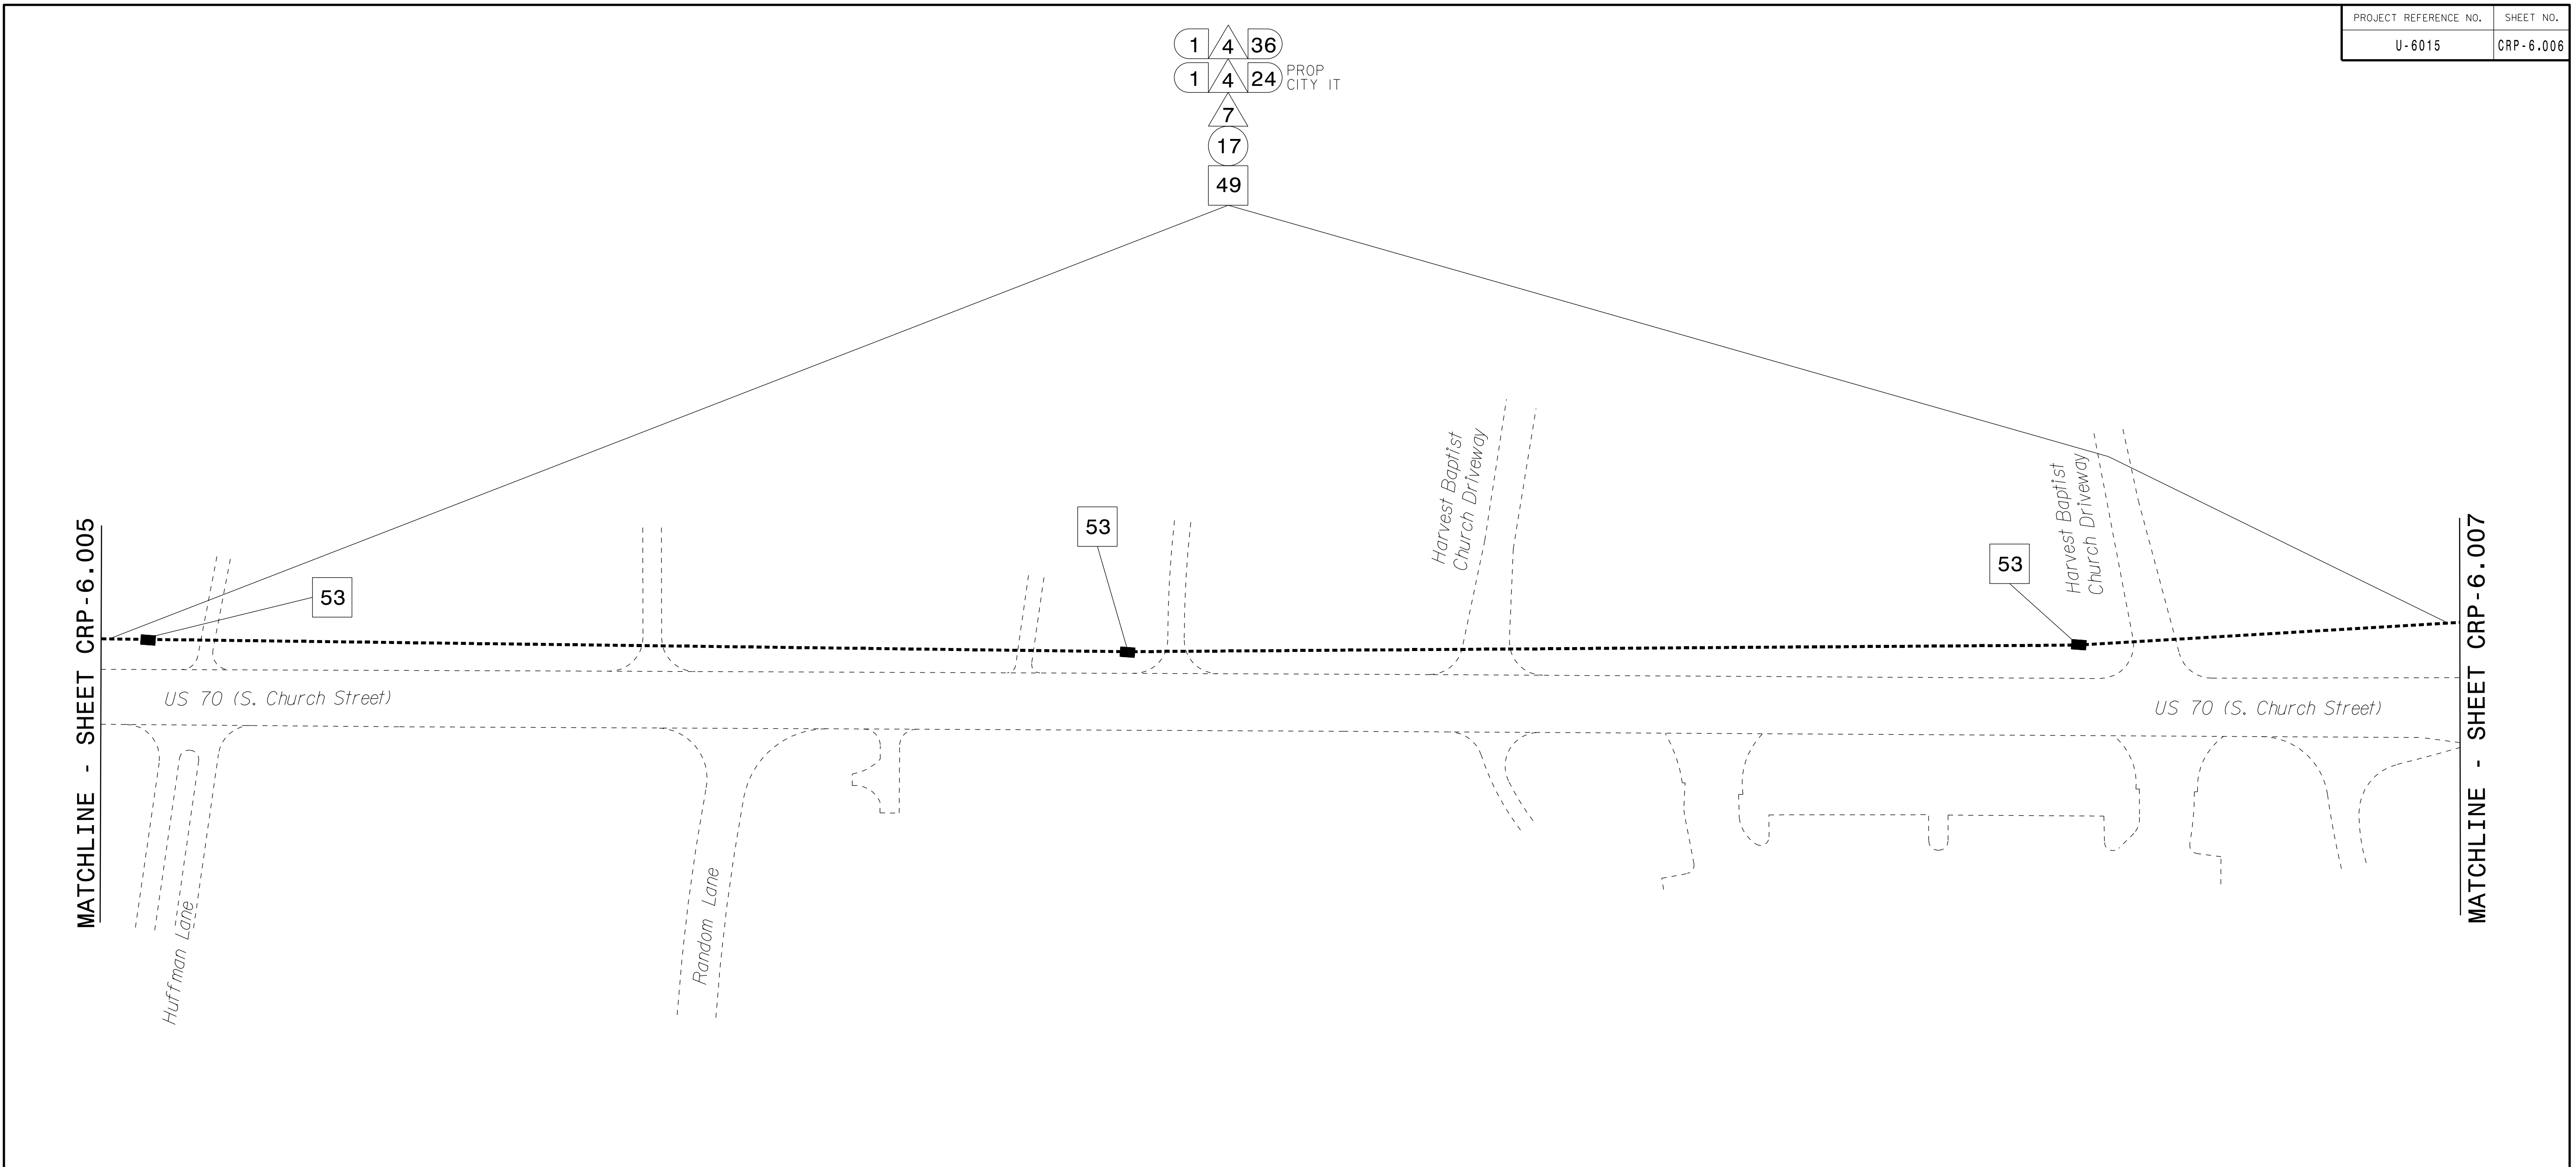 PROJECT REFERENCE NO. SHEET NO.
U-6015 CRP-6.006
1 4 36
1 4 24 PROP
CITY IT
7
17
49
Harvest Baptist
Church Driveway
Harvest Baptist
Church Driveway
53
53
53
MATCHLINE - SHEET CRP-6.005
MATCHLINE - SHEET CRP-6.007
US 70 (S. Church Street)
US 70 (S. Church Street)
Huffman Lane
Random Lane